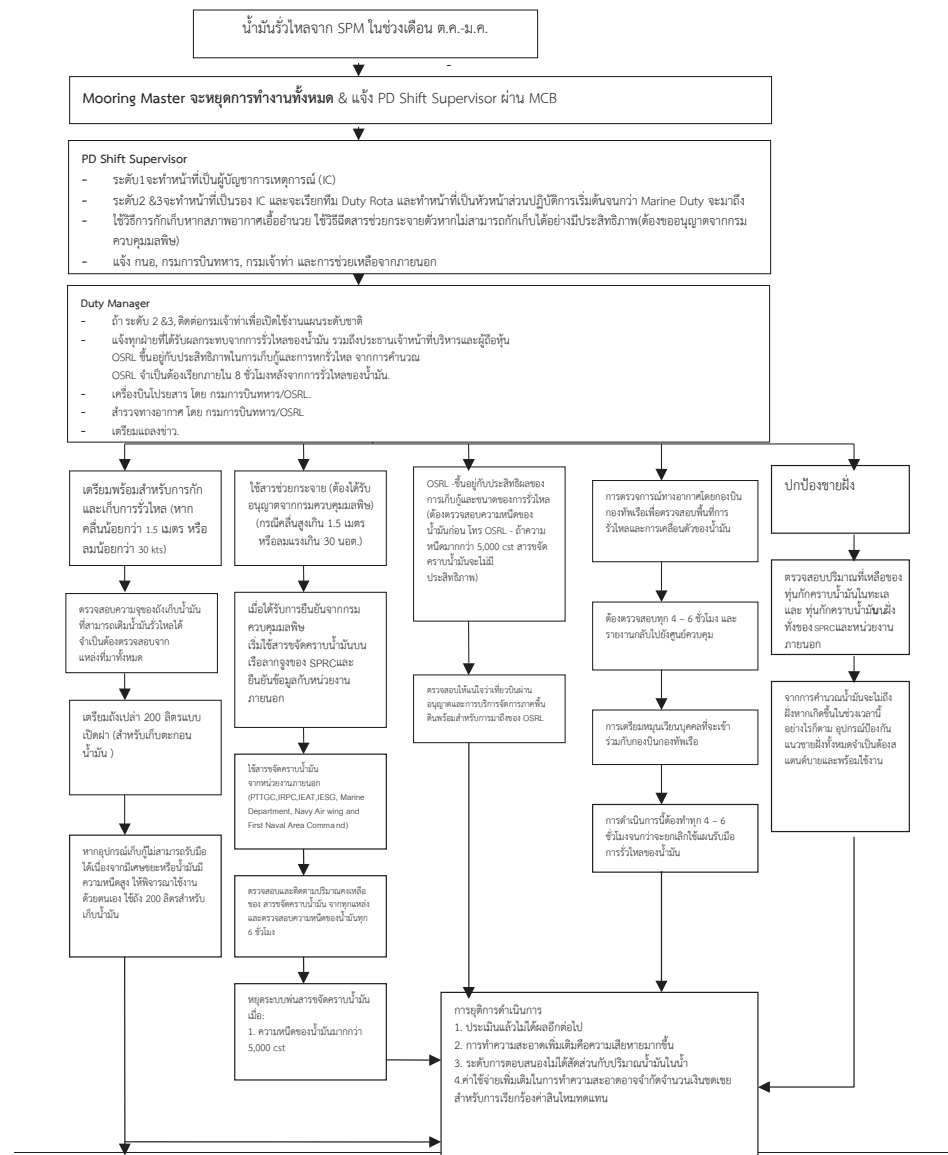 น้ำมันรั่วไหลจาก SPM ในช่วงเดือน ต.ค.-ม.ค.
Mooring Master จะหยุดการทำงานทั้งหมด & แจ้ง PD Shift Supervisor ผ่าน MCB
PD Shift Supervisor
- ระดับ1จะทำหน้าที่เป็นผู้บัญชาการเหตุการณ์ (IC)
- ระดับ2 &3จะทำหน้าที่เป็นรอง IC และจะเรียกทีม Duty Rota และทำหน้าที่เป็นหัวหน้าส่วนปฏิบัติการเริ่มต้นจนกว่า Marine Duty จะมาถึง
- ใช้วิธีการกักเก็บหากสภาพอากาศเอื้ออำนวย ใช้วิธีฉีดสารช่วยกระจายตัวหากไม่สามารถกักเก็บได้อย่างมีประสิทธิภาพ(ต้องขออนุญาตจากกรม
ควบคุมมลพิษ)
- แจ้ง กนอ, กรมการบินทหาร, กรมเจ้าท่า และการช่วยเหลือจากภายนอก
Duty Manager
- ถ้า ระดับ 2 &3, ติดต่อกรมเจ้าท่าเพื่อเปิดใช้งานแผนระดับชาติ
- แจ้งทุกฝ่ายที่ได้รับผลกระทบจากการรั่วไหลของน้ำมัน รวมถึงประธานเจ้าหน้าที่บริหารและผู้ถือหุ้น
OSRL ขึ้นอยู่กับประสิทธิภาพในการเก็บกู้และการหกรั่วไหล จากการคำนวณ
OSRL จำเป็นต้องเรียกภายใน 8 ชั่วโมงหลังจากการรั่วไหลของน้ำมัน.
- เครื่องบินโปรยสาร โดย กรมการบินทหาร/OSRL.
- สำรวจทางอากาศ โดย กรมการบินทหาร/OSRL
- เตรียมแถลงข่าว.
เตรียมพร้อมสำหรับการกัก
และเก็บการรั่วไหล (หาก
คลื่นน้อยกว่า 1.5 เมตร หรือ
ลมน้อยกว่า 30 kts)
ตรวจสอบความจุของถังเก็บน้ำมัน
ที่สามารถเติมน้ำมันรั่วไหลได้
จำเป็นต้องตรวจสอบจาก
แหล่งที่มาทั้งหมด
เตรียมถังเปล่า 200 ลิตรแบบ
เปิดฝา (สำหรับเก็บตะกอน
น้ำมัน )
หากอุปกรณ์เก็บกู้ไม่สามารถรับมือ
ได้เนื่องจากมีเศษขยะหรือน้ำมันมี
ความหนืดสูง ให้พิจารณาใช้งาน
ด้วยตนเอง ใช้ถัง 200 ลิตรสำหรับ
เก็บน้ำมัน
ใช้สารช่วยกระจาย (ต้องได้รับ
อนุญาตจากกรมควบคุมมลพิษ)
(กรณีคลื่นสูงเกิน 1.5 เมตร
หรือลมแรงเกิน 30 นอต.)
เมื่อได้รับการยืนยันจากกรม
ควบคุมมลพิษ
เริ่มใช้สารขจัดคราบน้ำมันบน
เรือลากจูงของ SPRCและ
ยืนยันข้อมูลกับหน่วยงาน
ภายนอก
ใช้สารขจัดคราบน้ำมัน
จากหน่วยงานภายนอก
(PTTGC,IRPC,IEAT,IESG, Marine
Department, Navy Air wing and
First Naval Area Command)
ตรวจสอบและติดตามปริมาณคงเหลือ
ของ สารขจัดคราบน้ำมัน จากทุกแหล่ง
และตรวจสอบความหนืดของน้ำมันทุก
6 ชั่วโมง
หยุดระบบพ่นสารขจัดคราบน้ำมัน
เมื่อ:
1. ความหนืดของน้ำมันมากกว่า
5,000 cst
OSRL -ขึ้นอยู่กับประสิทธิผลของ
การเก็บกู้และขนาดของการรั่วไหล
(ต้องตรวจสอบความหนืดของ
น้ำมันก่อน โทร OSRL - ถ้าความ
หนืดมากกว่า 5,000 cst สารขจัด
คราบน้ำมันจะไม่มี
ประสิทธิภาพ)
ตรวจสอบให้แน่ใจว่าเที่ยวบินผ่าน
อนุญาตและการบริการจัดการภาคพื้น
ดินพร้อมสำหรับการมาถึงของ OSRL
การตรวจการณ์ทางอากาศโดยกองบิน
กองทัพเรือเพื่อตรวจสอบพื้นที่การ
รั่วไหลและการเคลื่อนตัวของน้ำมัน
ต้องตรวจสอบทุก 4 – 6 ชั่วโมง และ
รายงานกลับไปยังศูนย์ควบคุม
การเตรียมหมุนเวียนบุคคลที่จะเข้า
ร่วมกับกองบินกองทัพเรือ
การดำเนินการนี้ต้องทำทุก 4 – 6
ชั่วโมงจนกว่าจะยกเลิกใช้แผนรับมือ
การรั่วไหลของน้ำมัน
ปกป้องชายฝั่ง
ตรวจสอบปริมาณที่เหลือของ
ทุ่นกักคราบน้ำมันในทะเล
และ ทุ่นกักคราบน้ำมันบนฝั่ง
ทั่งของ SPRCและหน่วยงาน
ภายนอก
จากการคำนวณน้ำมันจะไม่ถึง
ฝั่งหากเกิดขึ้นในช่วงเวลานี้
อย่างไรก็ตาม อุปกรณ์ป้องกัน
แนวชายฝั่งทั้งหมดจำเป็นต้องส
แตนด์บายและพร้อมใช้งาน
การยุติการดำเนินการ
1. ประเมินแล้วไม่ได้ผลอีกต่อไป
2. การทำความสะอาดเพิ่มเติมคือความเสียหายมากขึ้น
3. ระดับการตอบสนองไม่ได้สัดส่วนกับปริมาณน้ำมันในน้ำ
4.ค่าใช้จ่ายเพิ่มเติมในการทำความสะอาดอาจจำกัดจำนวนเงินชดเชย
สำหรับการเรียกร้องค่าสินไหมทดแทน